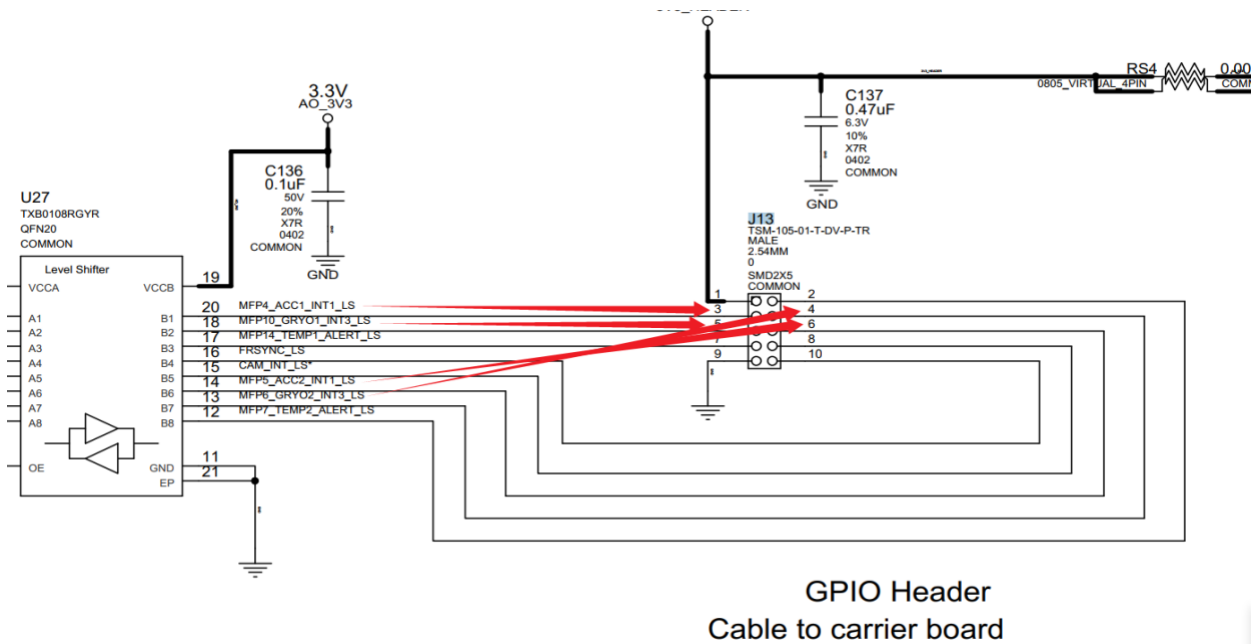 3.3V
AO_3V3
C136
0.1uF
50V
20%
X7R
0402
COMMON
GND
U27
TXB0108RGYR
QFN20
COMMON
Level Shifter
VCCA
VCCB
19
A1
B1
20
MFP4_ACC1_INT1_LS
A2
B2
18
MFP10_GRYO1_INT3_LS
A3
B3
17
MFP14_TEMP1_ALERT_LS
A4
B4
16
FRSYNC_LS
A5
B5
15
CAM_INT_LS*
A6
B6
14
MFP5_ACC2_INT1_LS
A7
B7
13
MFP6_GRYO2_INT3_LS
A8
B8
12
MFP7_TEMP2_ALERT_LS
OE
GND
11
EP
21
RS4
0.00
0805_VIRTUAL_4PIN
COMM
C137
0.47uF
6.3V
10%
X7R
0402
COMMON
GND
J13
TSM-105-01-T-DV-P-TR
MALE
2.54MM
0
SMD2X5
COMMON
1
2
3
4
5
6
7
8
9
10
GPIO Header
Cable to carrier board